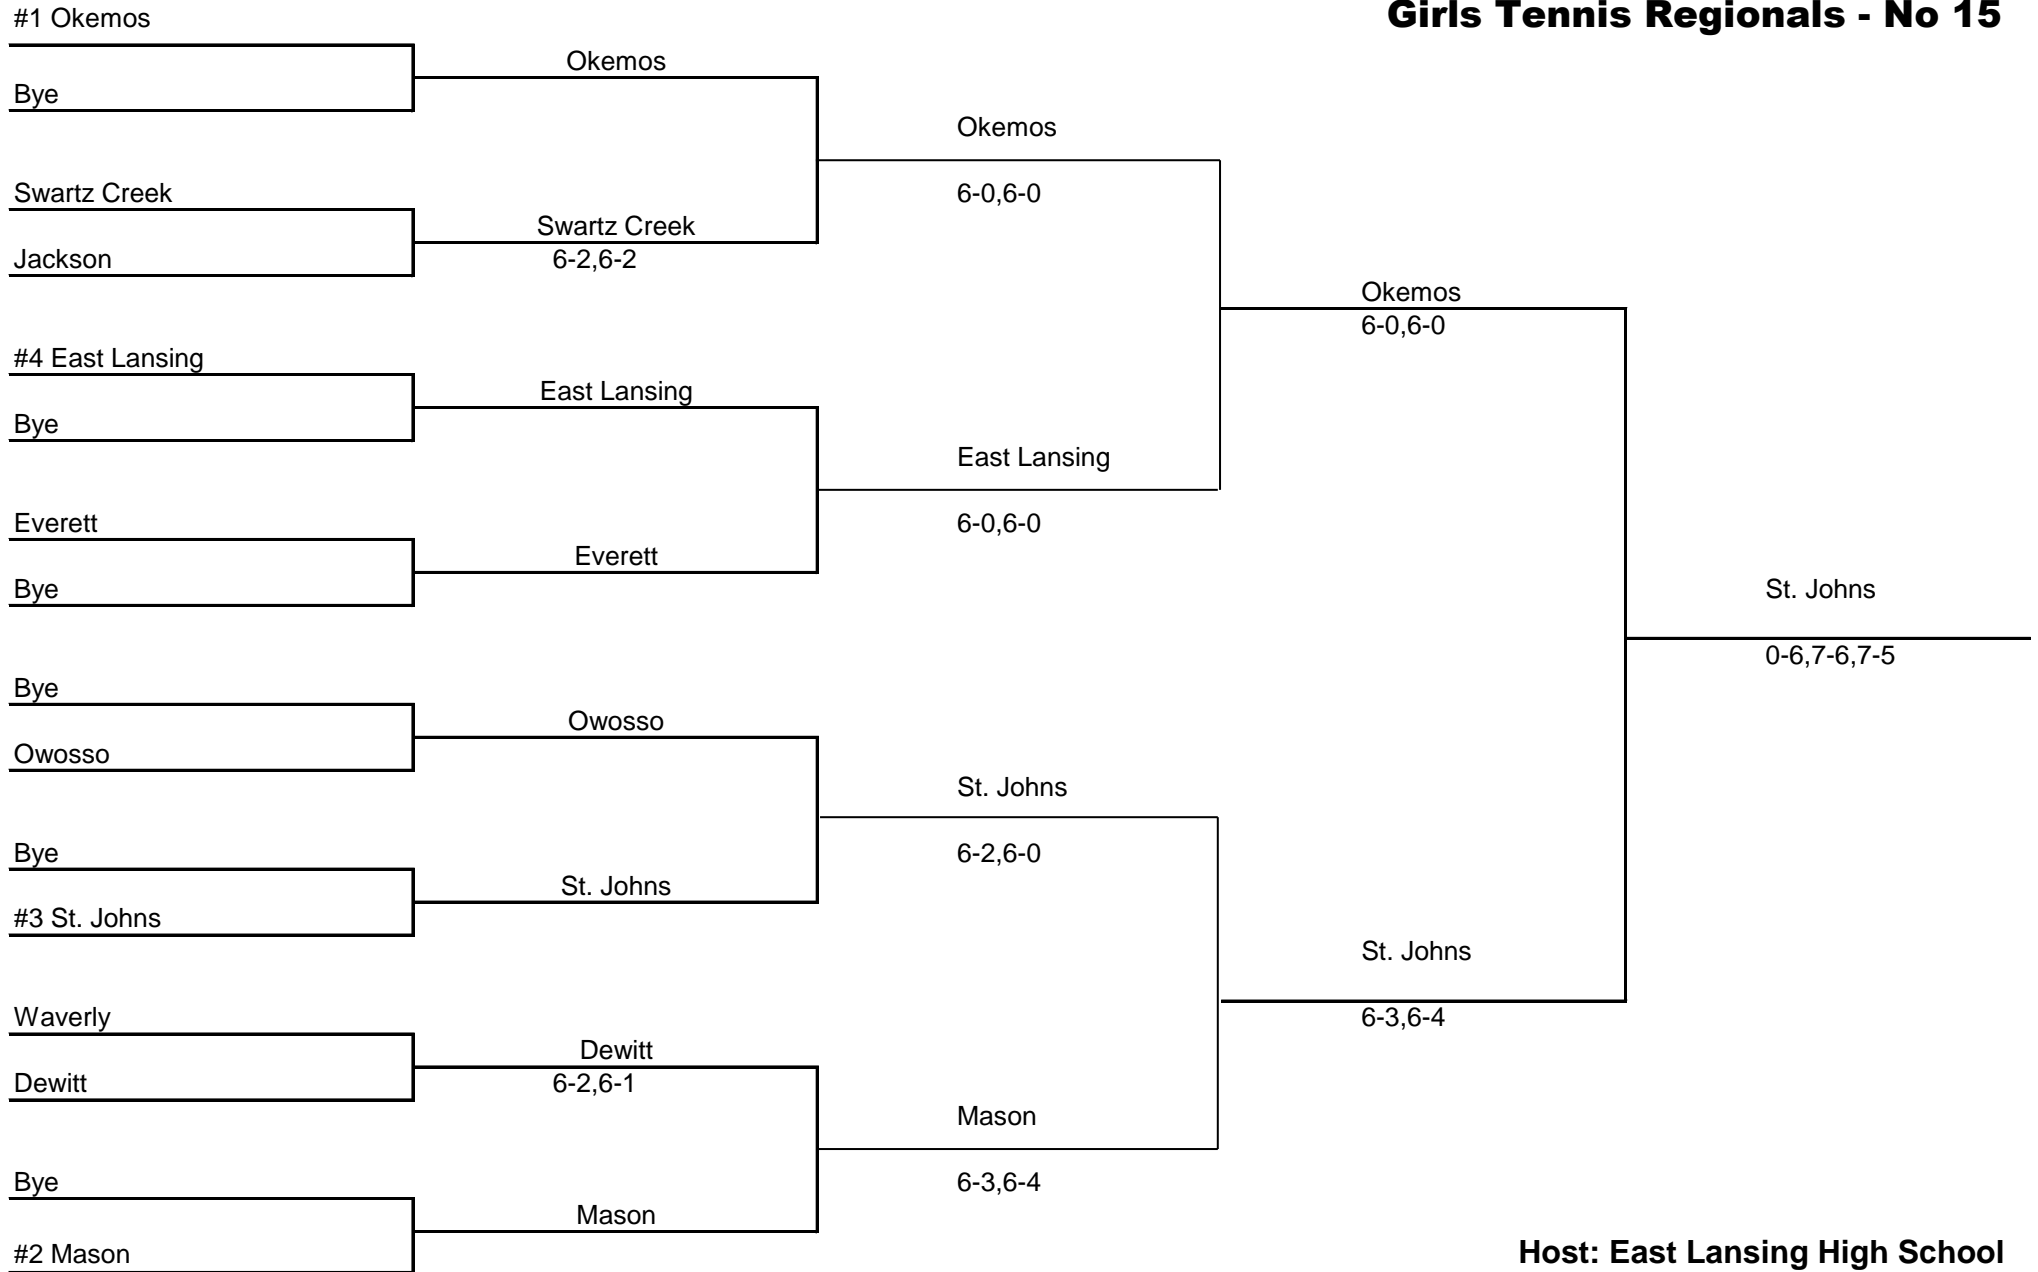 #1 Okemos
Girls Tennis Regionals - No 15
Okemos
Bye
Okemos
Swartz Creek
6-0,6-0
Swartz Creek
Jackson
6-2,6-2
Okemos
6-0,6-0
#4 East Lansing
East Lansing
Bye
East Lansing
Everett
6-0,6-0
Everett
Bye
St. Johns
0-6,7-6,7-5
Bye
Owosso
Owosso
St. Johns
Bye
6-2,6-0
St. Johns
#3 St. Johns
St. Johns
Waverly
6-3,6-4
Dewitt
Dewitt
6-2,6-1
Mason
Bye
6-3,6-4
Mason
#2 Mason
Host: East Lansing High School